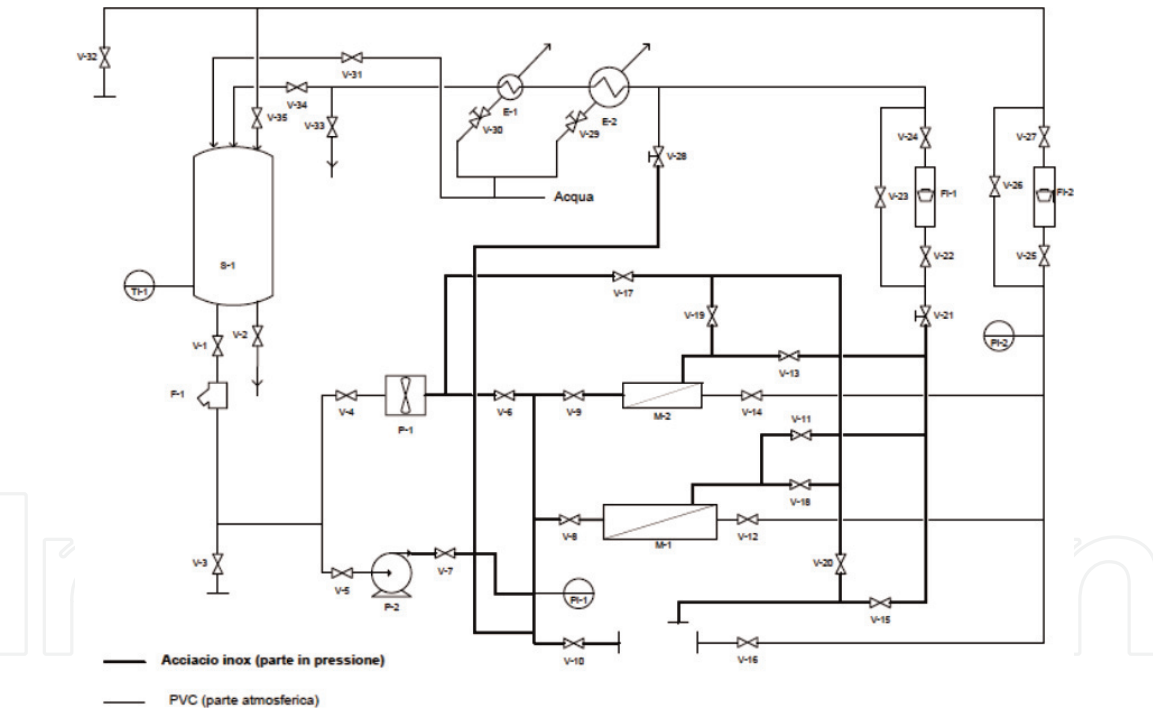 V-32
V-31
V-34
V-35
V-33
E-1
V-30
E-2
V-29
V-28
Acqua
V-24
V-23
FI-1
V-22
V-21
V-27
V-26
FI-2
V-25
PI-2
S-1
TI-1
V-1
V-2
F-1
V-3
V-17
V-19
V-13
V-4
P-1
V-6
V-9
M-2
V-14
V-11
V-18
V-8
M-1
V-12
V-5
P-2
V-7
PI-1
V-20
V-15
V-10
V-16
Acciacio inox (parte in pressione)
PVC (parte atmosferica)